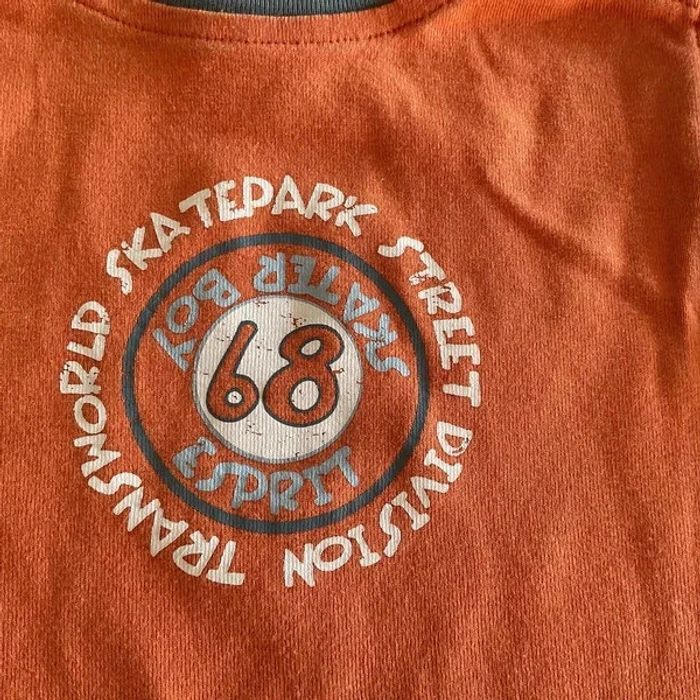 TRANSWORLD SKATEPARK STREET DIVISION
SKATER BOY
68
ESPRIT